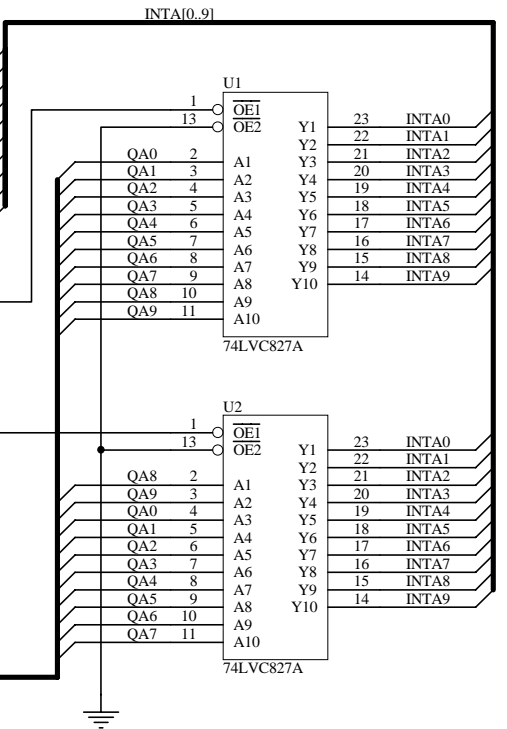 INTA[0..9]
U1
1 OE1
13 OE2 Y1 23 INTA0
Y2 22 INTA1
QA0 2 A1 Y3 21 INTA2
QA1 3 A2 Y4 20 INTA3
QA2 4 A3 Y5 19 INTA4
QA3 5 A4 Y6 18 INTA5
QA4 6 A5 Y7 17 INTA6
QA5 7 A6 Y8 16 INTA7
QA6 8 A7 Y9 15 INTA8
QA7 9 A8 Y10 14 INTA9
QA8 10 A9
QA9 11 A10
74LVC827A
U2
1 OE1
13 OE2 Y1 23 INTA0
Y2 22 INTA1
QA8 2 A1 Y3 21 INTA2
QA9 3 A2 Y4 20 INTA3
QA0 4 A3 Y5 19 INTA4
QA1 5 A4 Y6 18 INTA5
QA2 6 A5 Y7 17 INTA6
QA3 7 A6 Y8 16 INTA7
QA4 8 A7 Y9 15 INTA8
QA5 9 A8 Y10 14 INTA9
QA6 10 A9
QA7 11 A10
74LVC827A